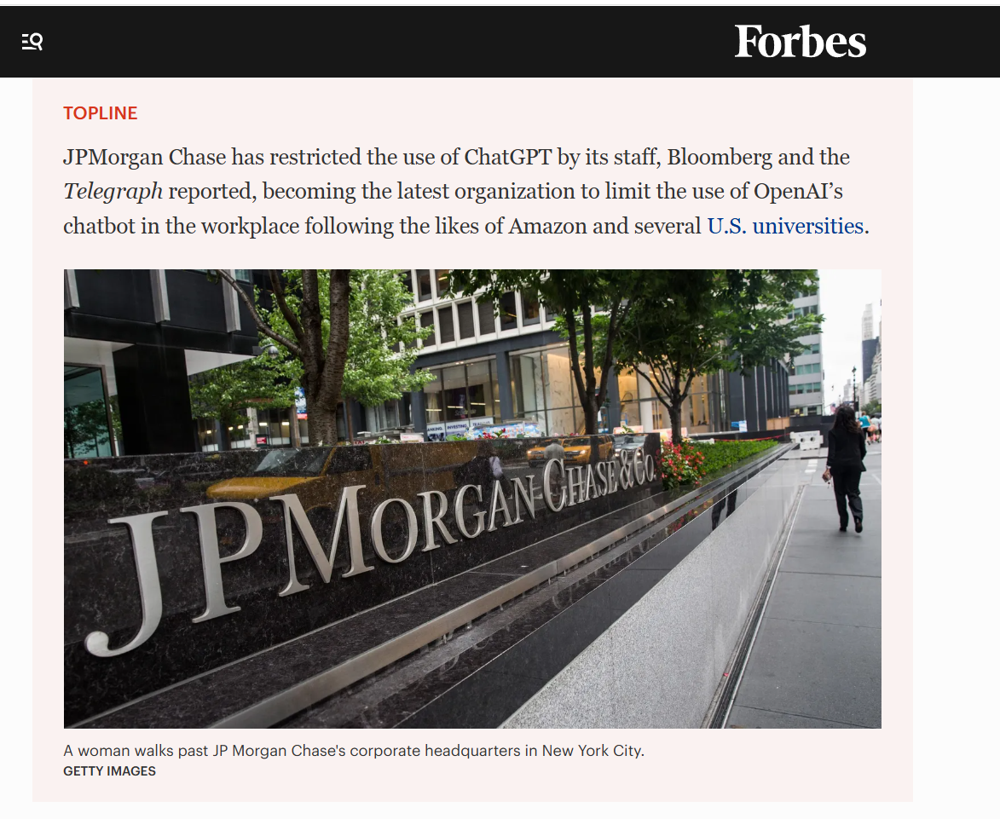 Forbes
TOPLINE
JPMorgan Chase has restricted the use of ChatGPT by its staff, Bloomberg and the
Telegraph reported, becoming the latest organization to limit the use of OpenAI’s
chatbot in the workplace following the likes of Amazon and several U.S. universities.
INVESTING
JPMORGAN CHASE & CO.
A woman walks past JP Morgan Chase's corporate headquarters in New York City.
GETTY IMAGES